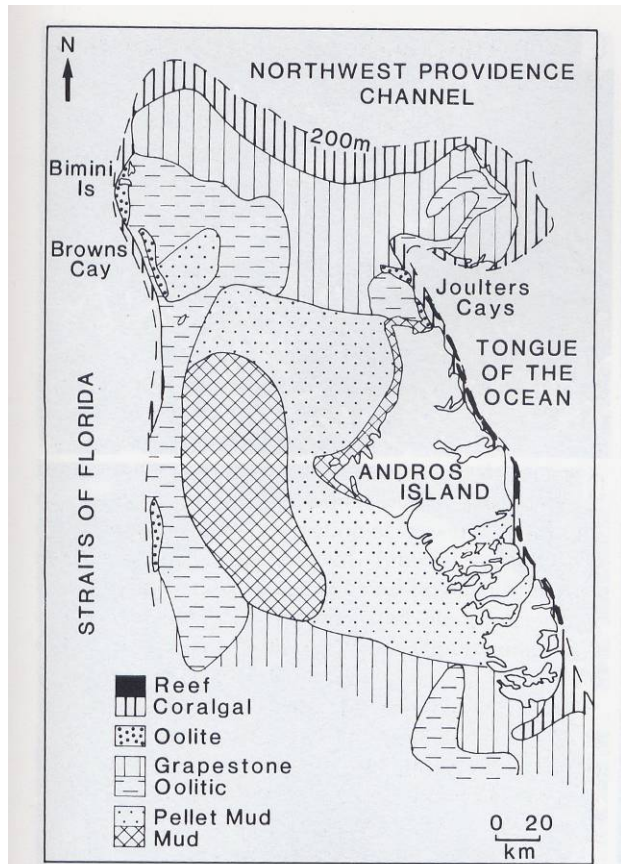 N
NORTHWEST PROVIDENCE
CHANNEL
200m
Bimini
Is
Browns
Cay
Joulters
Cays
TONGUE
OF THE
OCEAN
STRAITS OF FLORIDA
ANDROS
ISLAND
Reef
Coralgal
Oolite
Grapestone
Oolitic
Pellet Mud
Mud
0 20
km